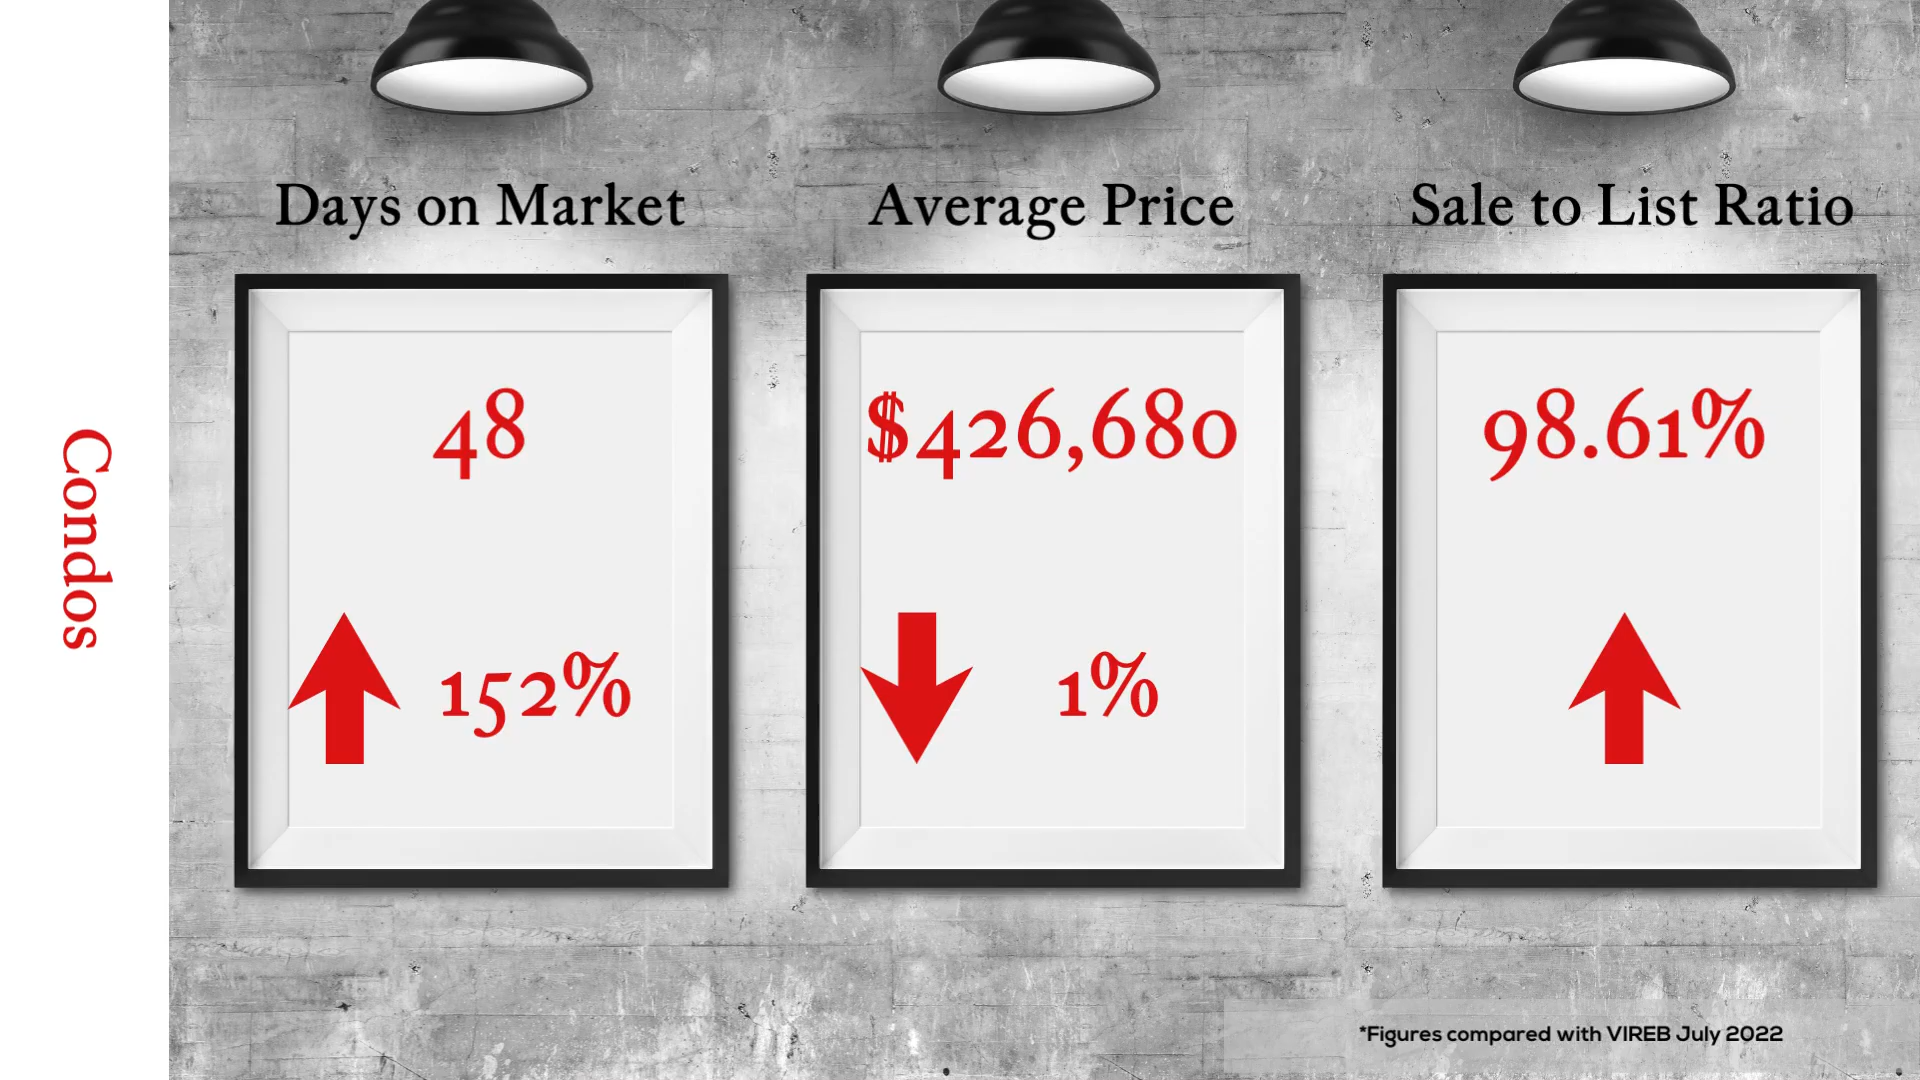 Condos
Days on Market
48
152%
Average Price
$426,680
1%
Sale to List Ratio
98.61%
*Figures compared with VIREB July 2022